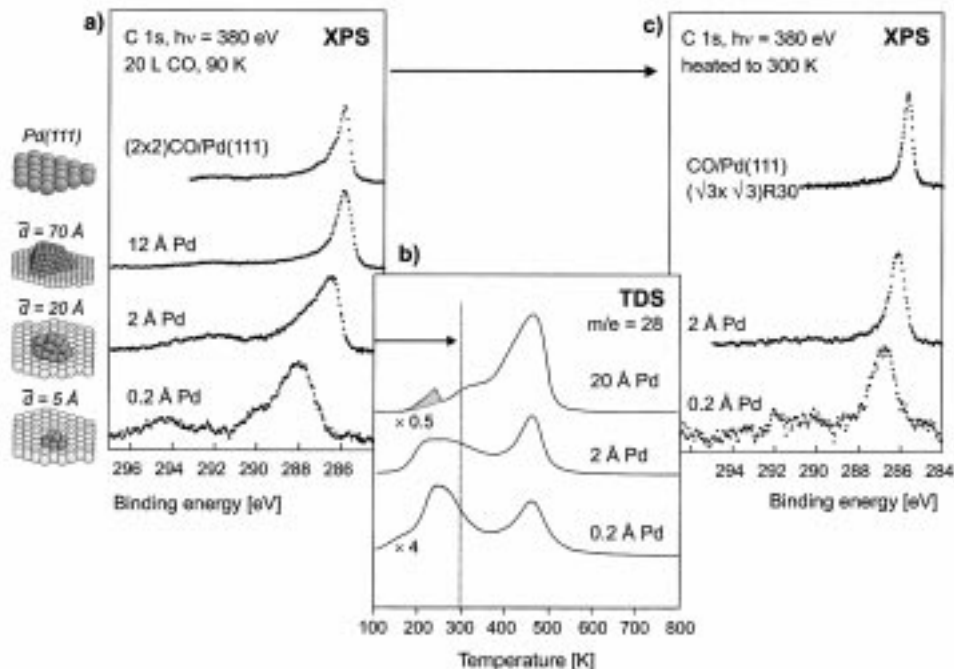 a)
C 1s, hν = 380 eV XPS
20 L CO, 90 K
Pd(111)
(2x2)CO/Pd(111)
d̅ = 70 Å
12 Å Pd
d̅ = 20 Å
2 Å Pd
d̅ = 5 Å
0.2 Å Pd
296 294 292 290 288 286
Binding energy [eV]
b)
TDS
m/e = 28
20 Å Pd
× 0.5
2 Å Pd
0.2 Å Pd
× 4
100 200 300 400 500 600 700 800
Temperature [K]
c)
C 1s, hν = 380 eV XPS
heated to 300 K
CO/Pd(111)
(√3x √3)R30
2 Å Pd
0.2 Å Pd
294 292 290 288 286 284
Binding energy [eV]